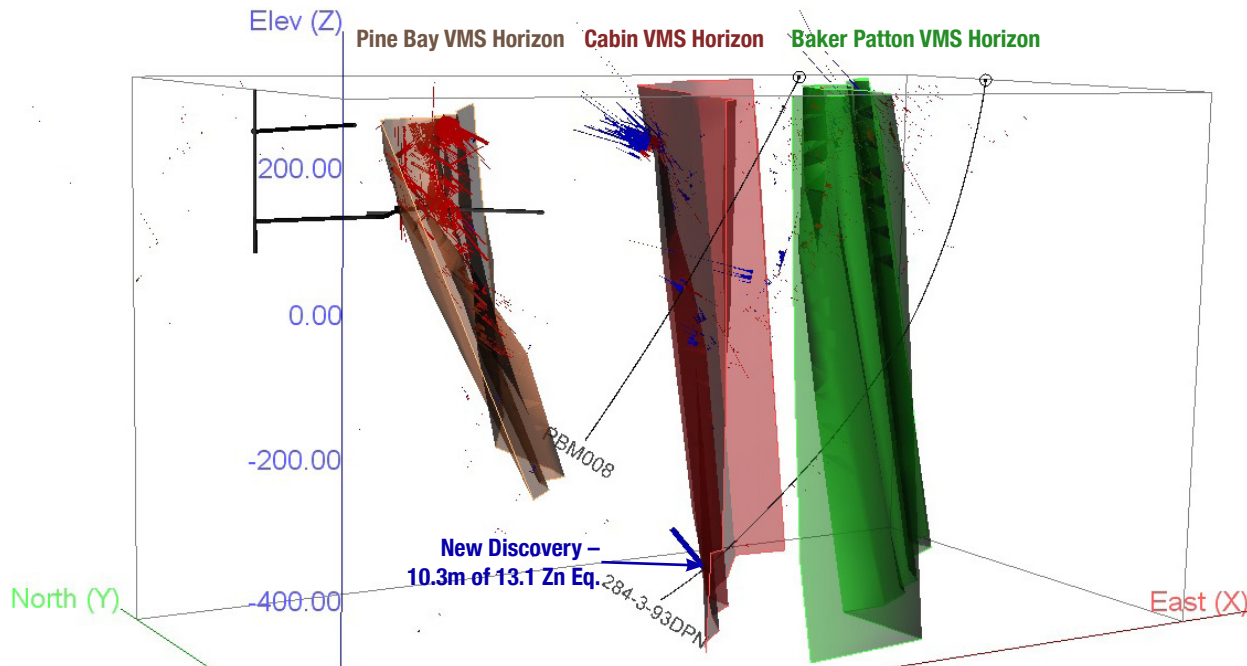 Elev (Z)
Pine Bay VMS Horizon
Cabin VMS Horizon
Baker Patton VMS Horizon
200.00
0.00
-200.00
-400.00
PBM008
New Discovery –
10.3m of 13.1 Zn Eq.
284-3-93DPN
North (Y)
East (X)